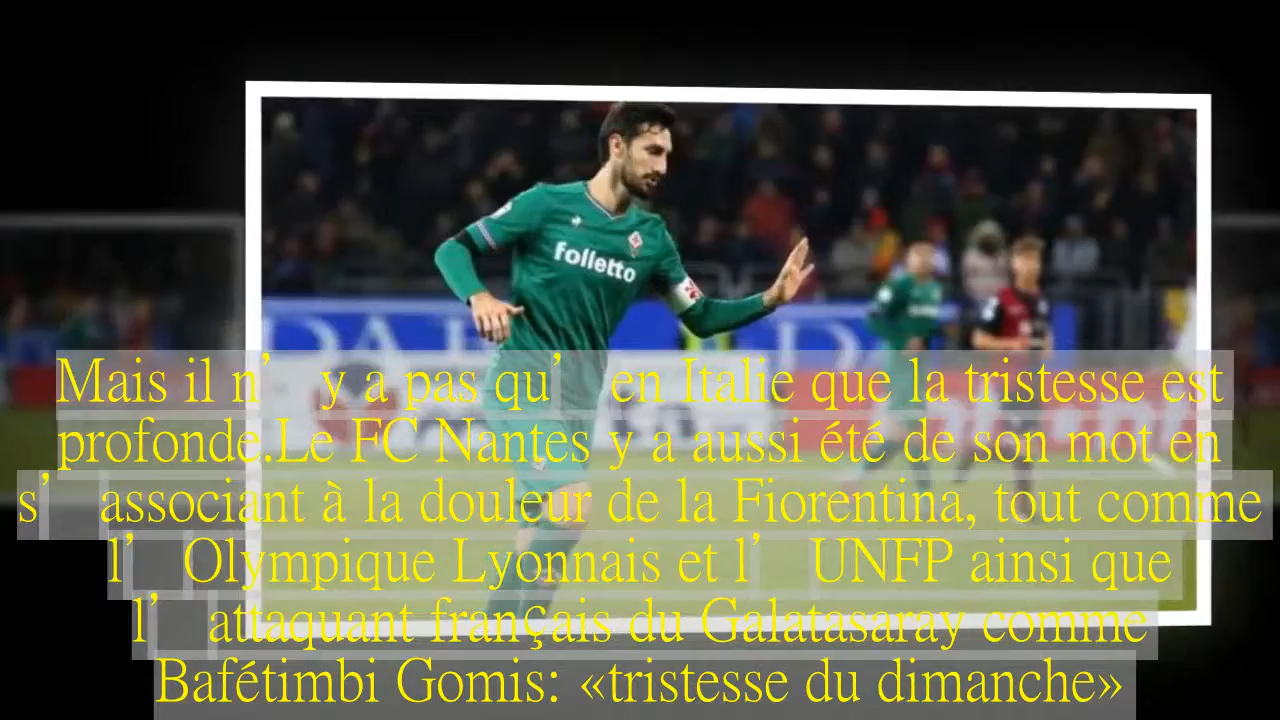 Folletto
Mais il n’ y a pas qu’ en Italie que la tristesse est
profonde.Le FC Nantes y a aussi été de son mot en
s’ associant à la douleur de la Fiorentina, tout comme
l’ Olympique Lyonnais et l’ UNFP ainsi que
l’ attaquant français du Galatasaray comme
Bafétimbi Gomis: «tristesse du dimanche»